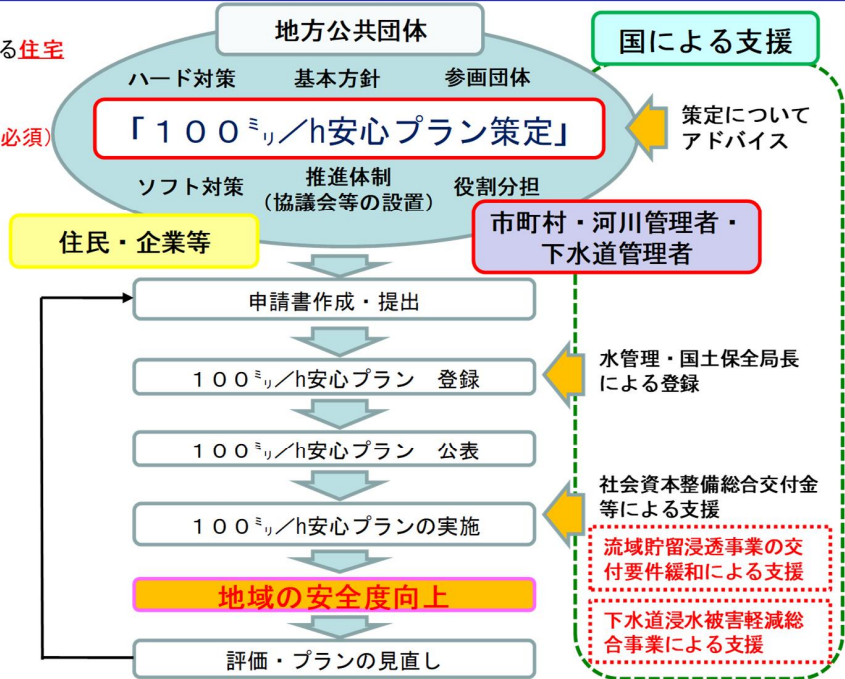 る住宅
必須)
地方公共団体
国による支援
ハード対策 基本方針 参画団体
「100㍉/h安心プラン策定」
策定について
アドバイス
ソフト対策
推進体制
(協議会等の設置)
役割分担
住民・企業等
市町村・河川管理者・
下水道管理者
申請書作成・提出
100㍉/h安心プラン 登録
水管理・国土保全局長
による登録
100㍉/h安心プラン 公表
100㍉/h安心プランの実施
社会資本整備総合交付金
等による支援
流域貯留浸透事業の交
付要件緩和による支援
地域の安全度向上
下水道浸水被害軽減総
合事業による支援
評価・プランの見直し